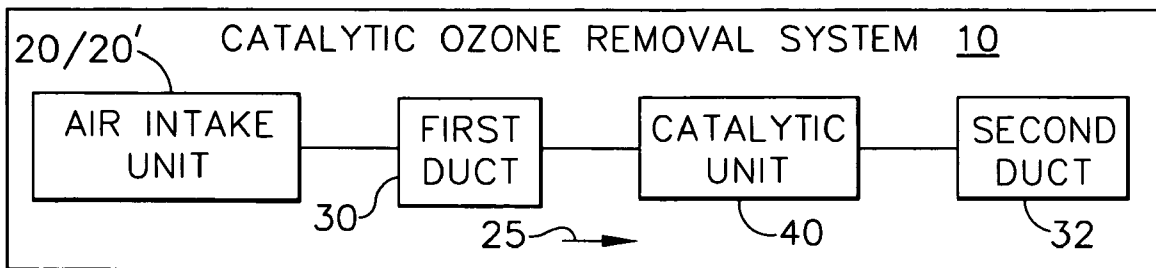 CATALYTIC OZONE REMOVAL SYSTEM 10
20/20'
AIR INTAKE
UNIT
FIRST
DUCT
CATALYTIC
UNIT
SECOND
DUCT
30
25
40
32